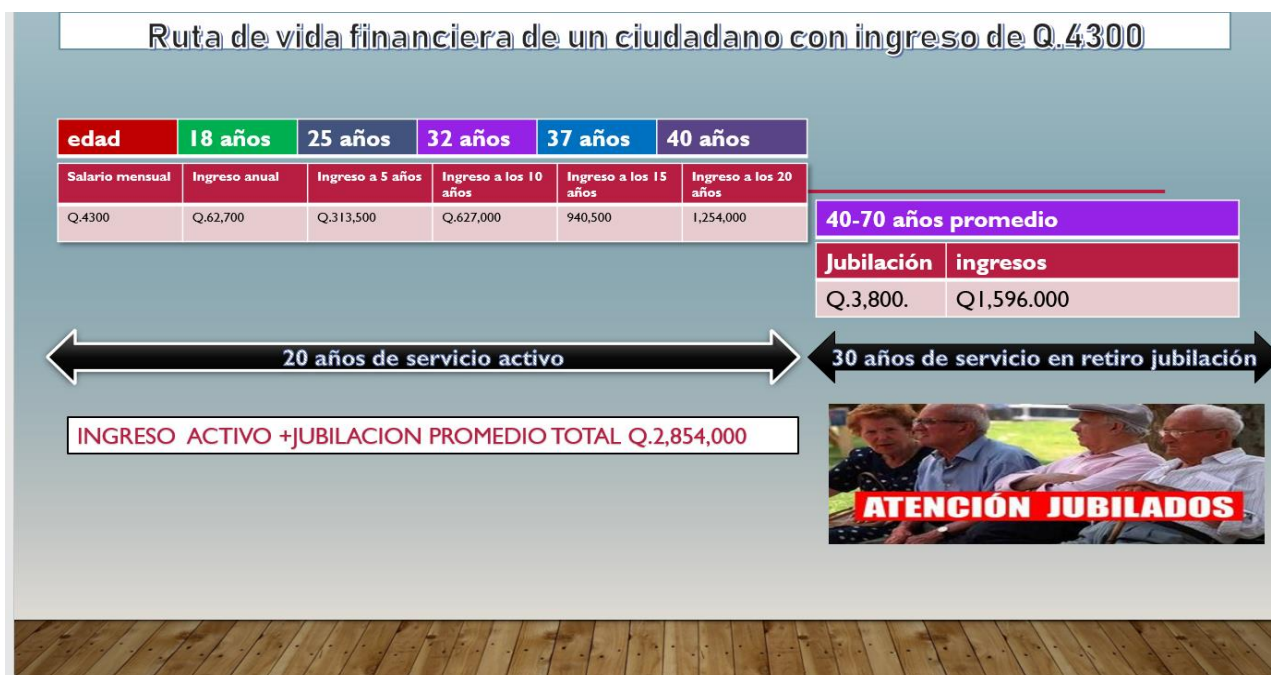 Ruta de vida financiera de un ciudadano con ingreso de Q.4300
edad 18 años 25 años 32 años 37 años 40 años
Salario mensual Ingreso anual Ingreso a 5 años Ingreso a los 10 años Ingreso a los 15 años Ingreso a los 20 años
Q.4300 Q.62,700 Q.313,500 Q.627,000 940,500 1,254,000
40-70 años promedio
Jubilación ingresos
Q.3,800. Q1,596.000
20 años de servicio activo
30 años de servicio en retiro jubilación
INGRESO ACTIVO +JUBILACION PROMEDIO TOTAL Q.2,854,000
ATENCIÓN JUBILADOS